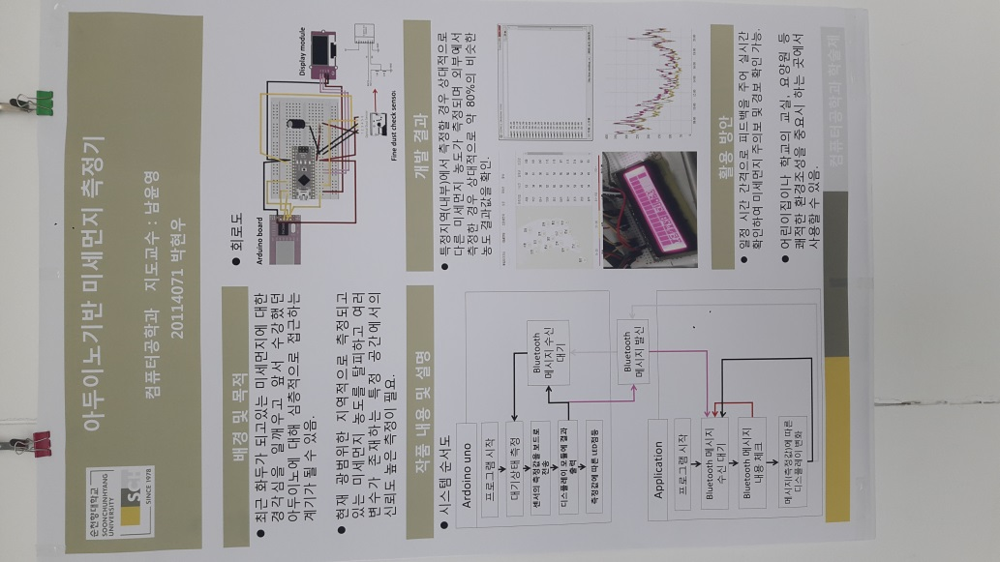 순천향대학교
SOONCHUNHYANG
UNIVERSITY
SCH
SINCE 1978
아두이노기반 미세먼지 측정기
컴퓨터공학과 지도교수 : 남윤영
20114071 박현우
배경 및 목적
● 최근 화두가 되고있는 미세먼지에 대한
경각심을 일깨우고 앞서 수강했던
아두이노에 대해 심층적으로 접근하는
계기가 될 수 있음.
● 현재 광범위한 지역적으로 측정되고
있는 미세먼지 농도를 탈피하고 여러
변수가 존재하는 특정 공간에서의
신뢰도 높은 측정이 필요.
작품 내용 및 설명
● 시스템 순서도
Ardoino uno
프로그램 시작
대기상태 측정
센서의 측정값을 보드로
전송
디스플레이 모듈에 결과
출력
측정값에 따른 LED점등
Bluetooth
메시지 수신
대기
Bluetooth
메시지 발신
Application
프로그램 시작
Bluetooth 메시지
수신 대기
Bluetooth 메시지
내용 체크
메시지(측정값)에 따른
디스플레이 변화
● 회로도
Arduino board
Display module
Fine dust check sensor
개발 결과
● 특정지역(내부)에서 측정할 경우 상대적으로
다른 미세먼지 농도가 측정되며 외부에서
측정한 경우 상대적으로 약 80%의 비슷한
농도 결과값을 확인.
활용 방안
● 일정 시간 간격으로 피드백을 주어 실시간
확인하여 미세먼지 주의보 및 경보 확인 가능.
● 어린이집이나 학교의 교실, 요양원 등
쾌적한 환경조성을 중요시 하는 곳에서
사용할 수 있음.
컴퓨터공학과 학술제